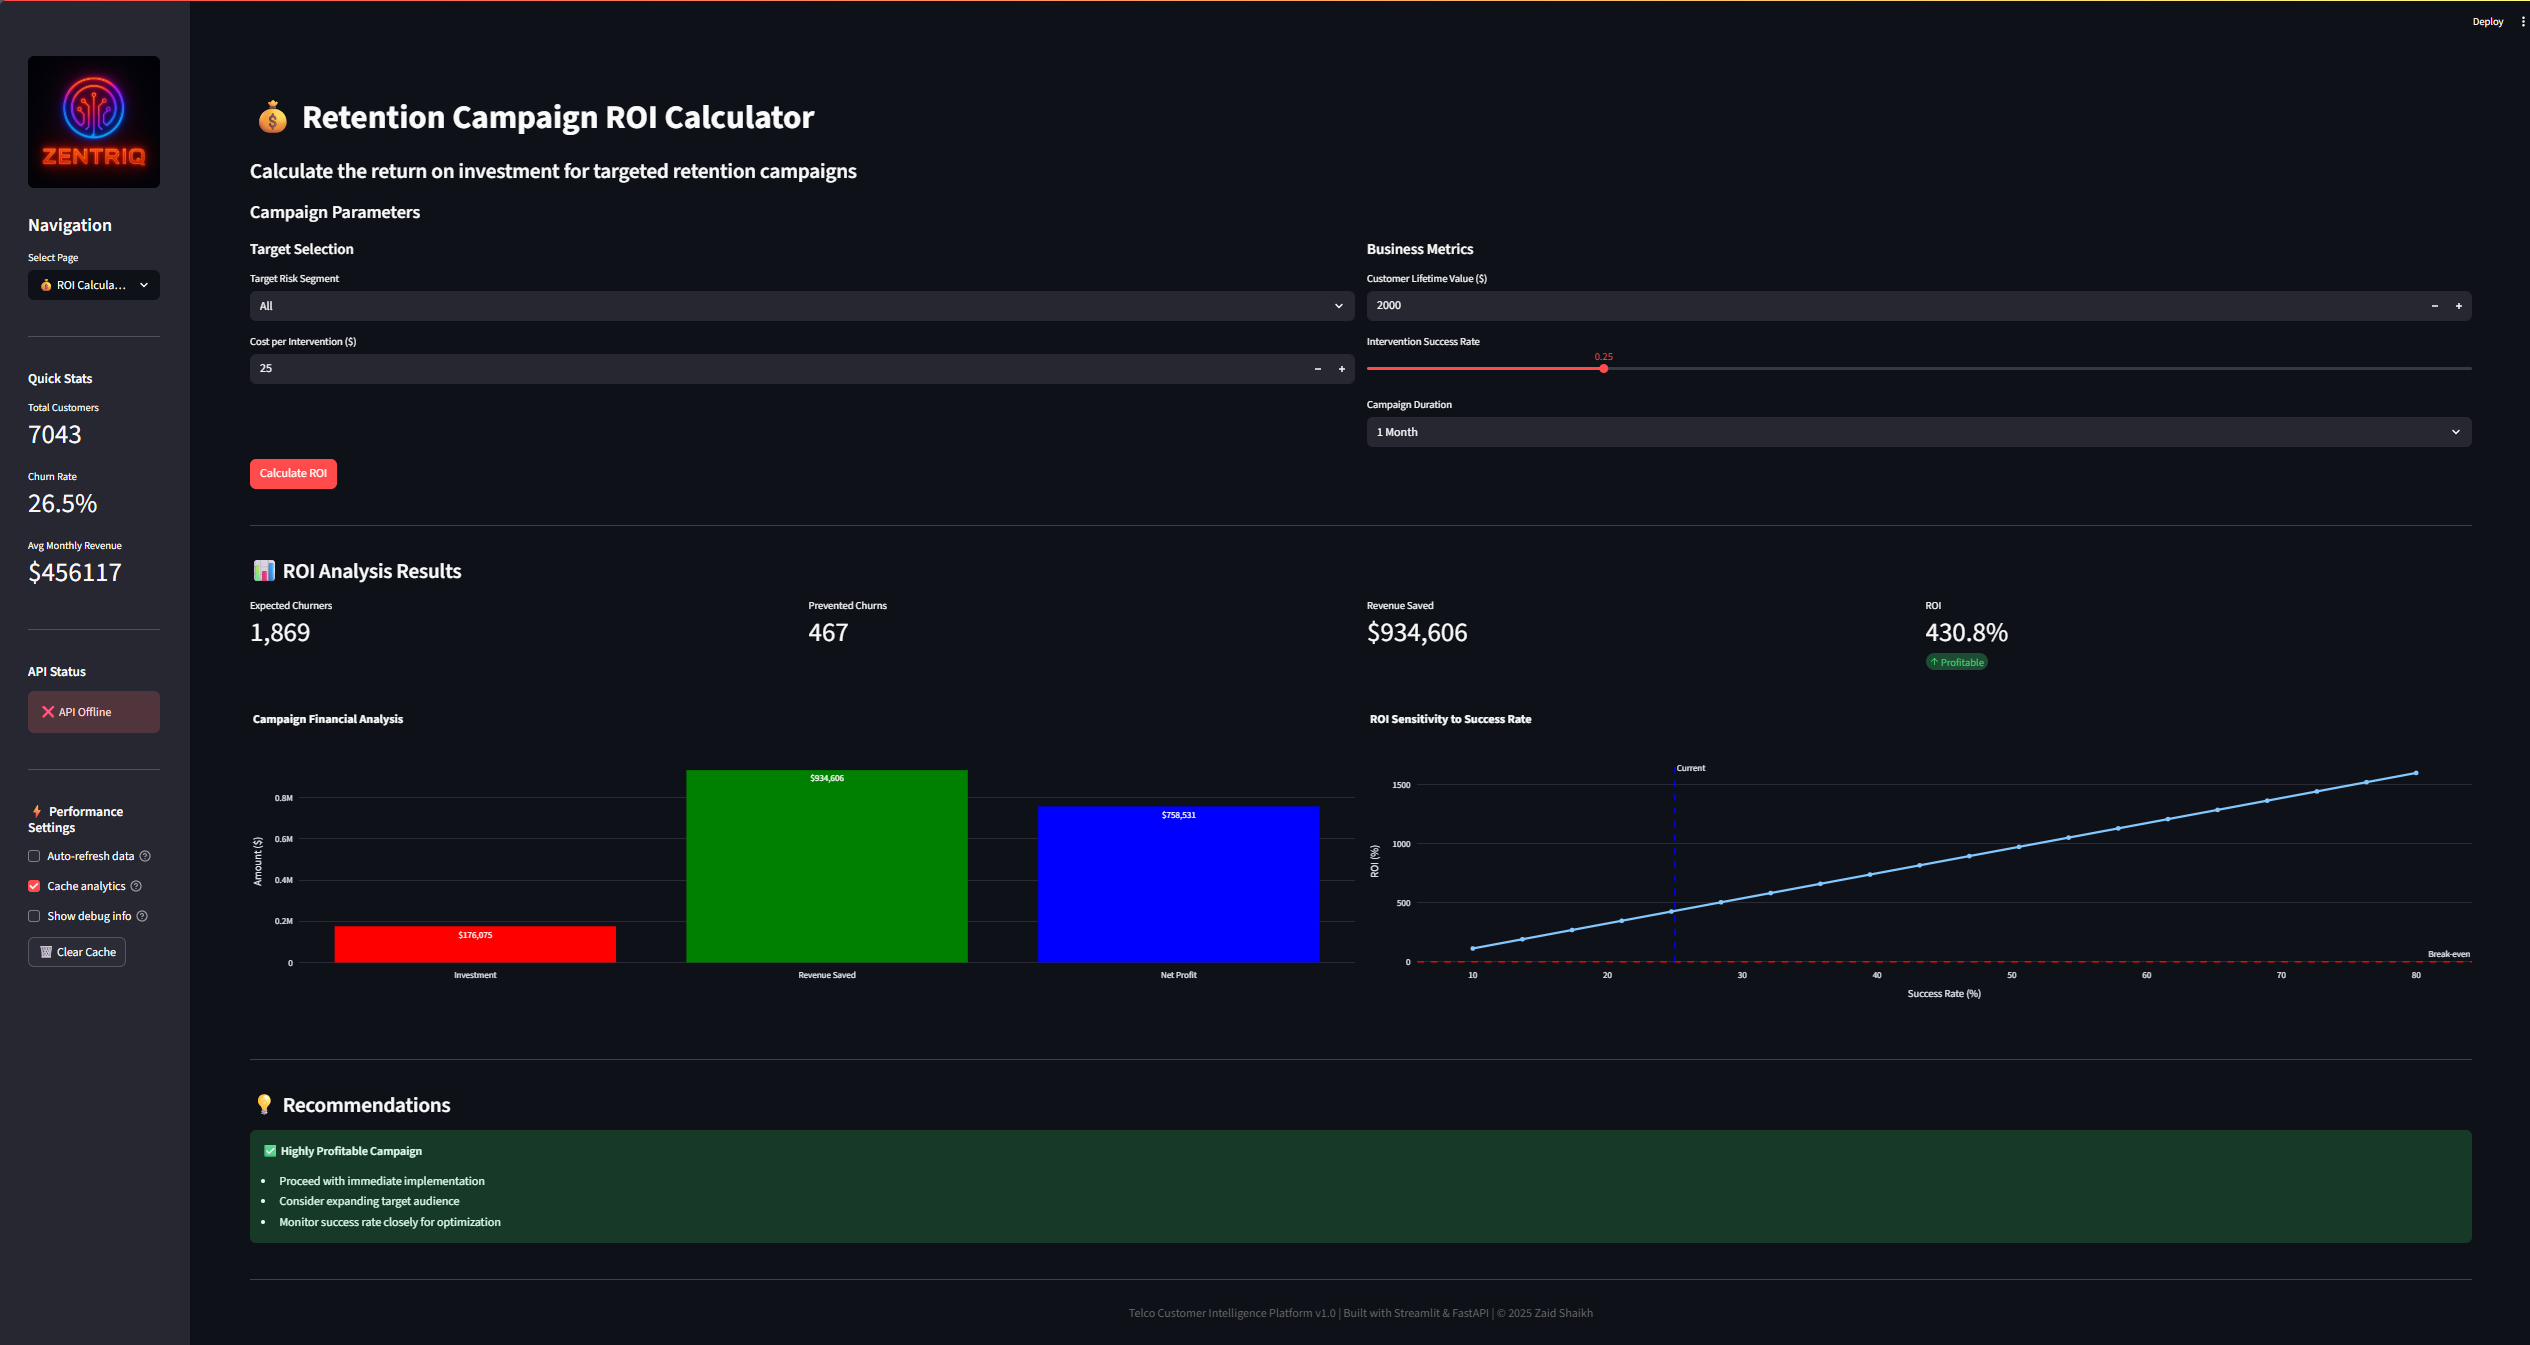 Deploy
ZENTRIQ
Navigation
Select Page
💰 ROI Calcula...
Quick Stats
Total Customers
7043
Churn Rate
26.5%
Avg Monthly Revenue
$456117
API Status
❌ API Offline
⚡ Performance
Settings
Auto-refresh data
Cache analytics
Show debug info
🗑️ Clear Cache
💰 Retention Campaign ROI Calculator
Calculate the return on investment for targeted retention campaigns
Campaign Parameters
Target Selection
Target Risk Segment
All
Cost per Intervention ($)
25
Business Metrics
Customer Lifetime Value ($)
2000
Intervention Success Rate
0.25
Campaign Duration
1 Month
Calculate ROI
📊 ROI Analysis Results
Expected Churners
1,869
Prevented Churns
467
Revenue Saved
$934,606
ROI
430.8%
↑ Profitable
Campaign Financial Analysis
Amount ($)
0.8M
0.6M
0.4M
0.2M
0
$176,075
$934,606
$758,531
Investment
Revenue Saved
Net Profit
ROI Sensitivity to Success Rate
ROI (%)
1500
1000
500
0
Current
Break-even
10
20
30
40
50
60
70
80
Success Rate (%)
💡 Recommendations
✅ Highly Profitable Campaign
• Proceed with immediate implementation
• Consider expanding target audience
• Monitor success rate closely for optimization
Telco Customer Intelligence Platform v1.0 | Built with Streamlit & FastAPI | © 2025 Zaid Shaikh